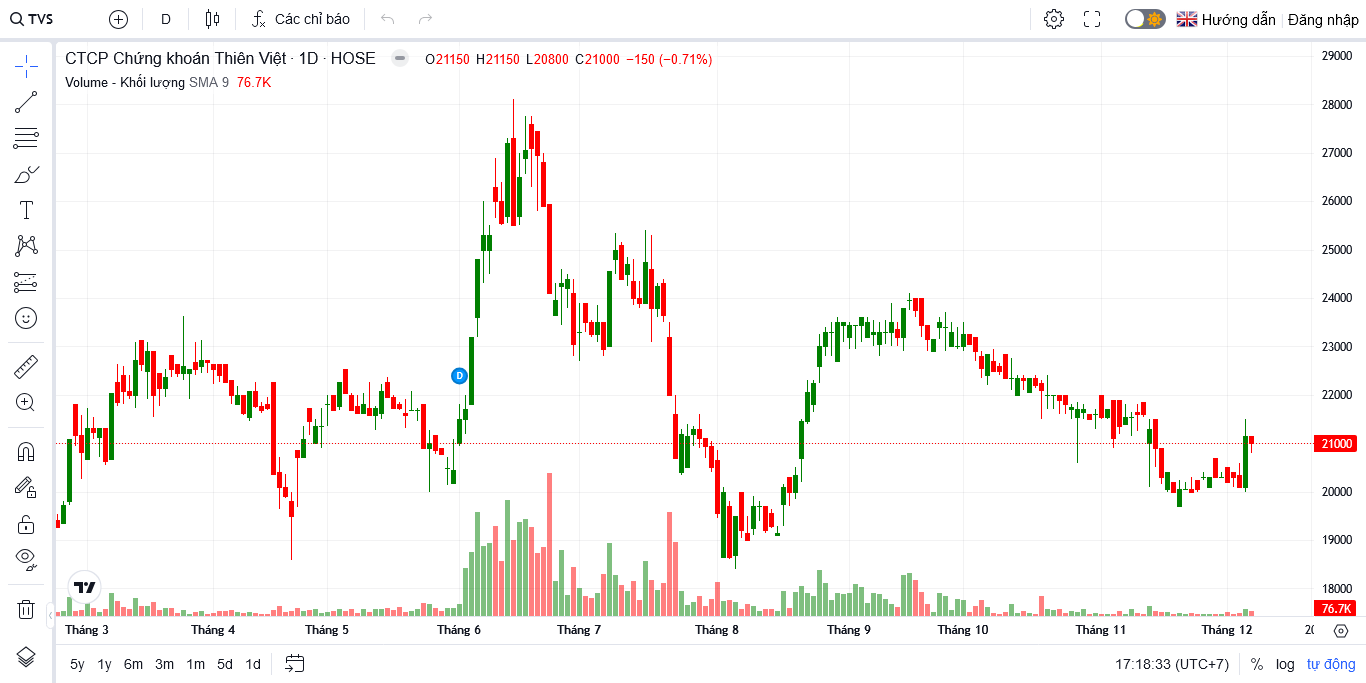 TVS D Các chỉ báo Hướng dẫn Đăng nhập
CTCP Chứng khoán Thiên Việt · 1D · HOSE O21150 H21150 L20800 C21000 −150 (−0.71%)
Volume - Khối lượng SMA 9 76.7K
29000
28000
27000
26000
25000
24000
23000
22000
21000
20000
19000
18000
76.7K
D
Tháng 3 Tháng 4 Tháng 5 Tháng 6 Tháng 7 Tháng 8 Tháng 9 Tháng 10 Tháng 11 Tháng 12
5y 1y 6m 3m 1m 5d 1d 17:18:33 (UTC+7) % log tự động